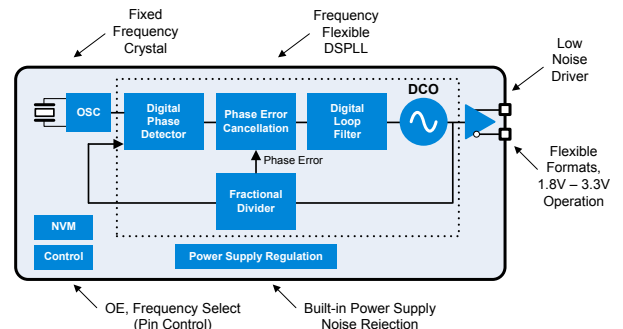 Fixed
Frequency
Crystal
Frequency
Flexible
DSPLL
Low
Noise
Driver
OSC
Digital
Phase
Detector
Phase Error
Cancellation
Digital
Loop
Filter
DCO
Phase Error
Fractional
Divider
Flexible
Formats,
1.8V – 3.3V
Operation
NVM
Control
Power Supply Regulation
OE, Frequency Select
(Pin Control)
Built-in Power Supply
Noise Rejection